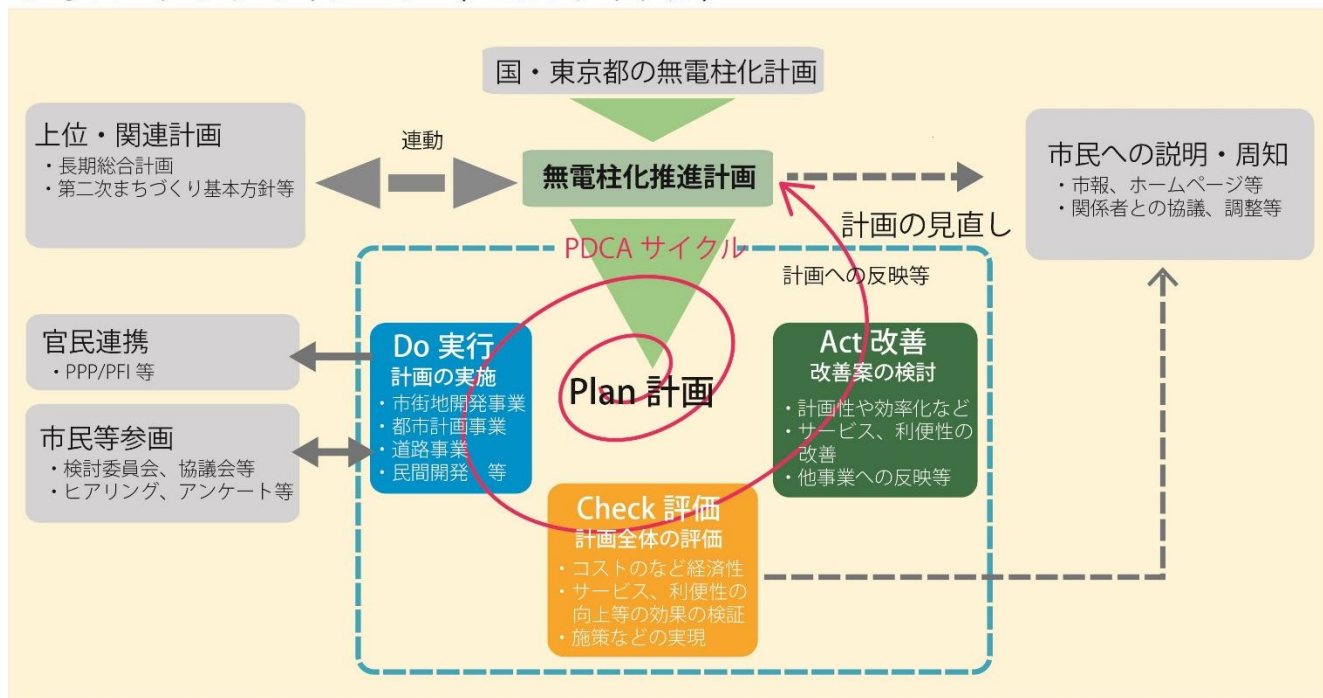 国・東京都の無電柱化計画
上位・関連計画
・長期総合計画
・第二次まちづくり基本方針等
連動
無電柱化推進計画
市民への説明・周知
・市報、ホームページ等
・関係者との協議、調整等
計画の見直し
PDCA サイクル
計画への反映等
官民連携
・PPP/PFI 等
市民等参画
・検討委員会、協議会等
・ヒアリング、アンケート等
Do 実行
計画の実施
・市街地開発事業
・都市計画事業
・道路事業
・民間開発　等
Plan 計画
Act 改善
改善案の検討
・計画性や効率化など
・サービス、利便性の
改善
・他事業への反映等
Check 評価
計画全体の評価
・コストのなど経済性
・サービス、利便性の
向上等の効果の検証
・施策などの実現